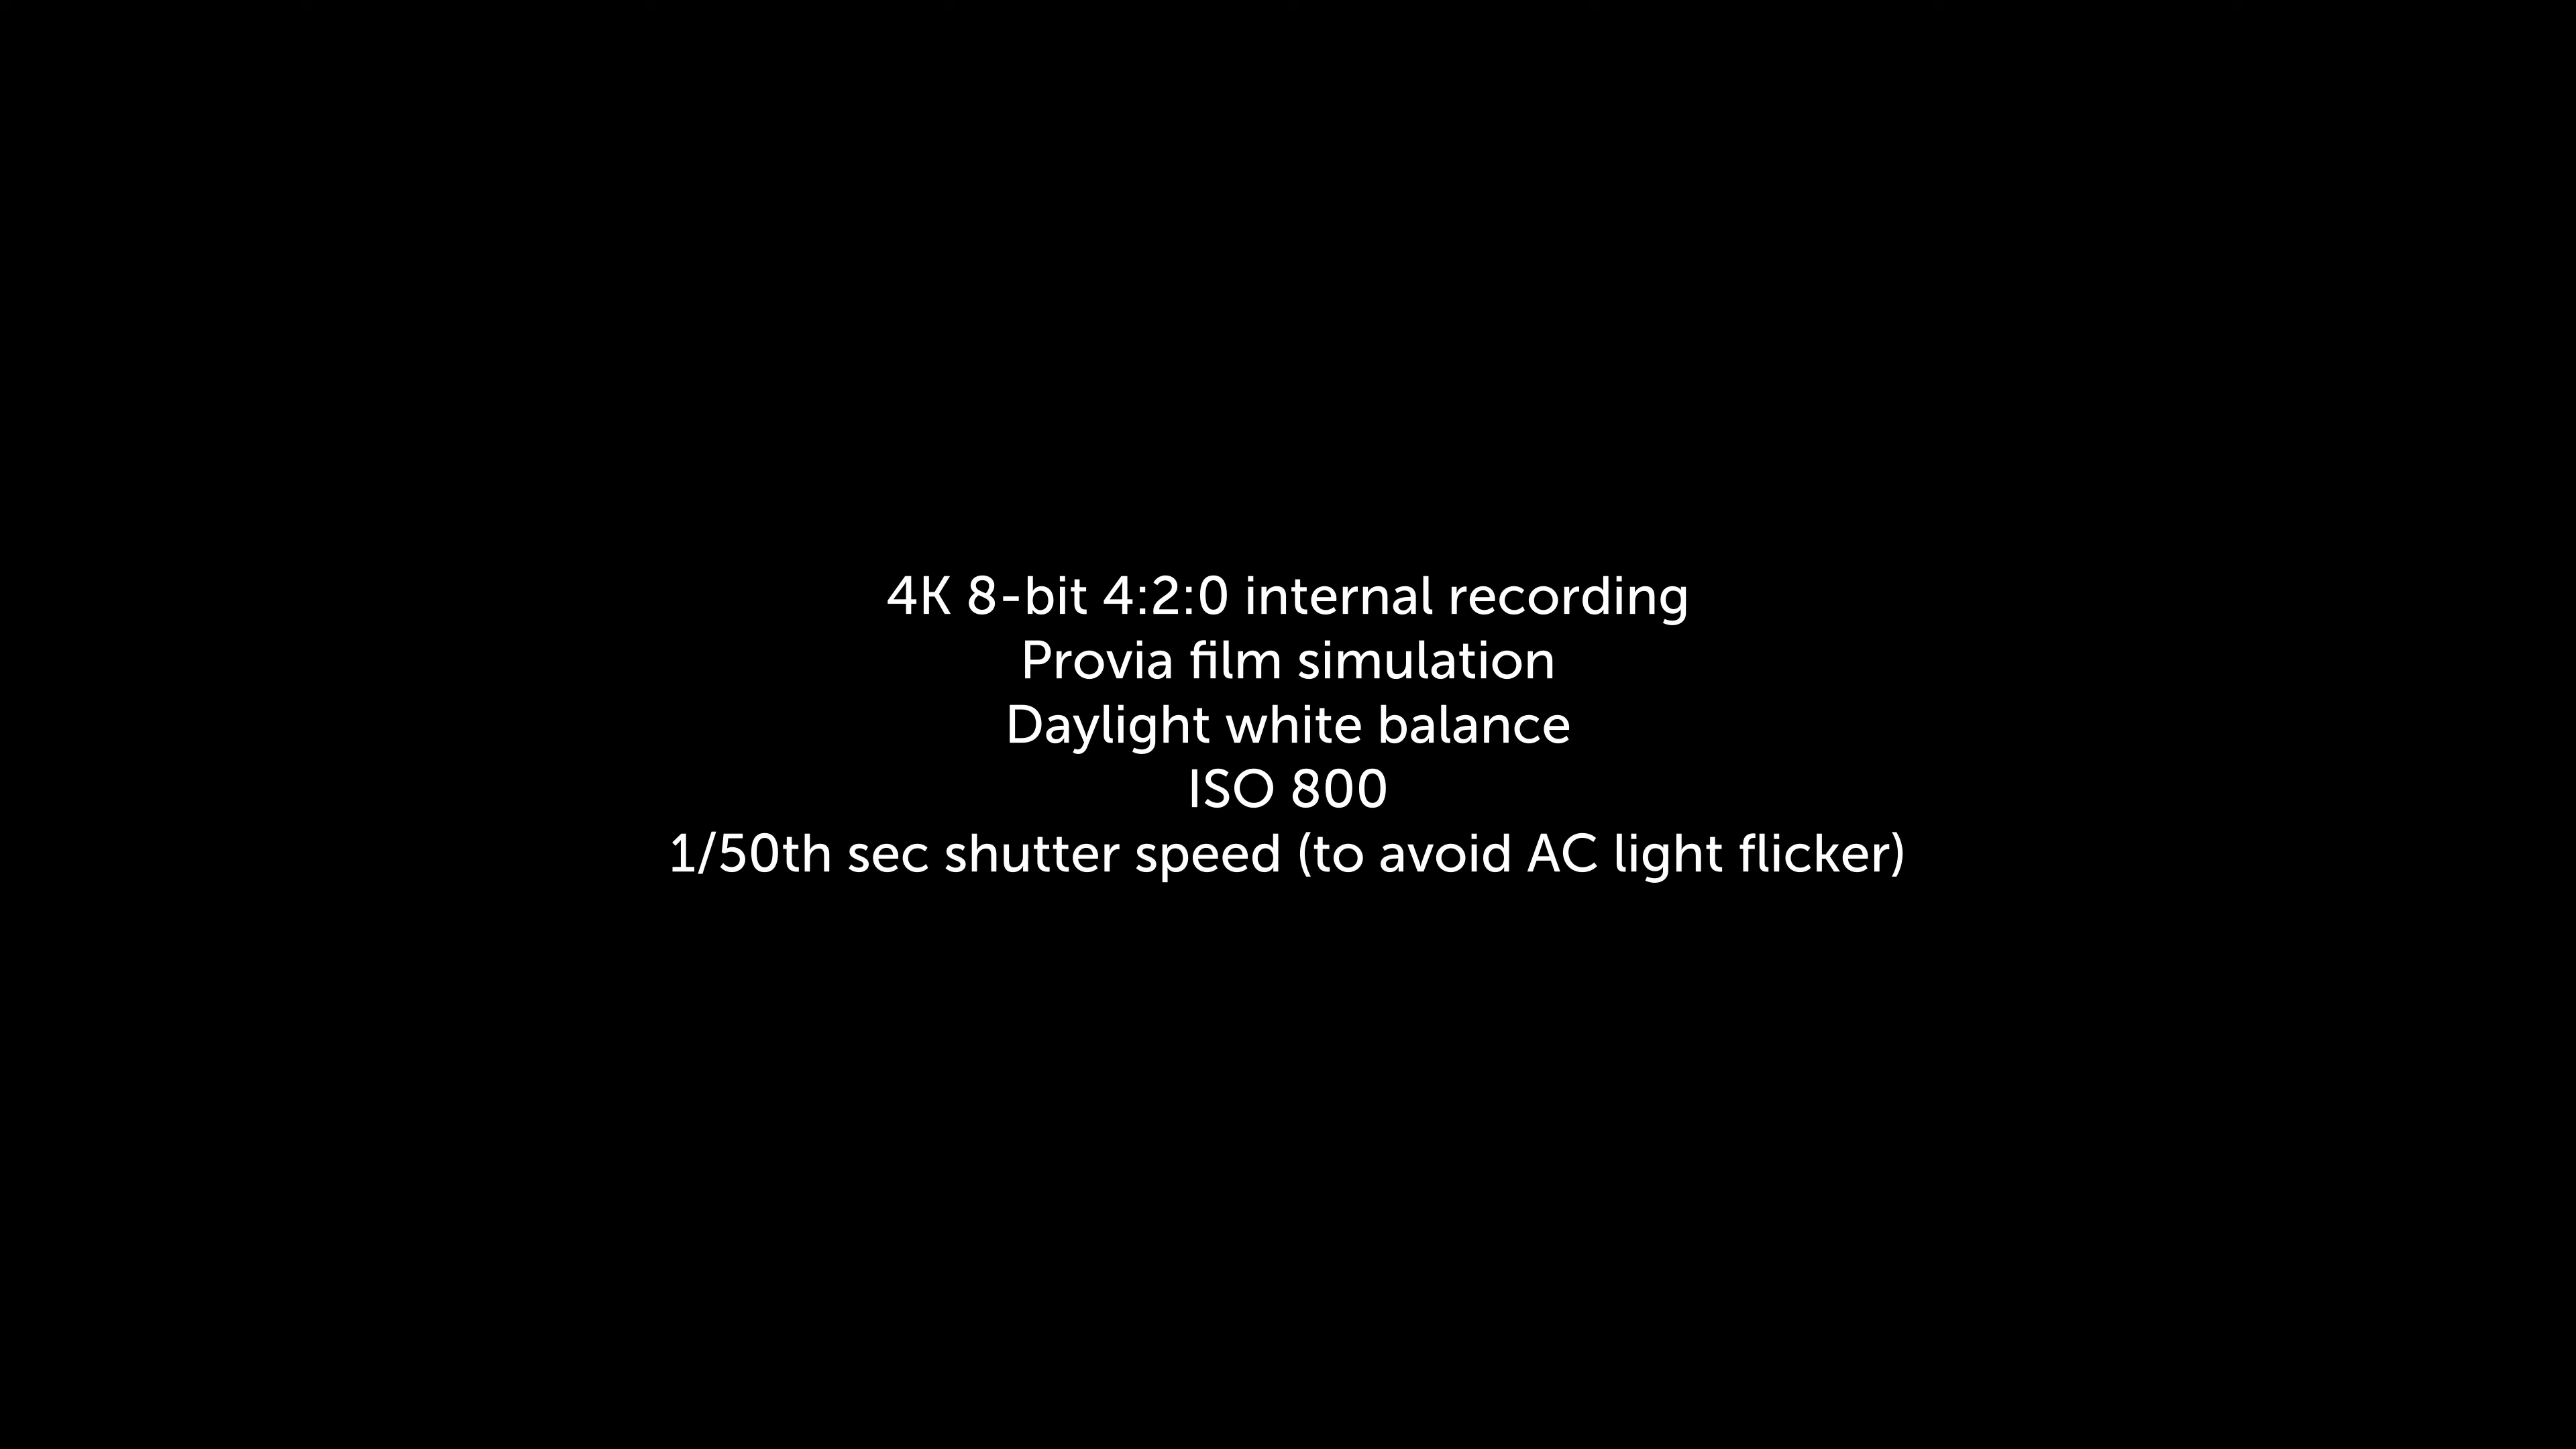 4K 8-bit 4:2:0 internal recording
Provia film simulation
Daylight white balance
ISO 800
1/50th sec shutter speed (to avoid AC light flicker)